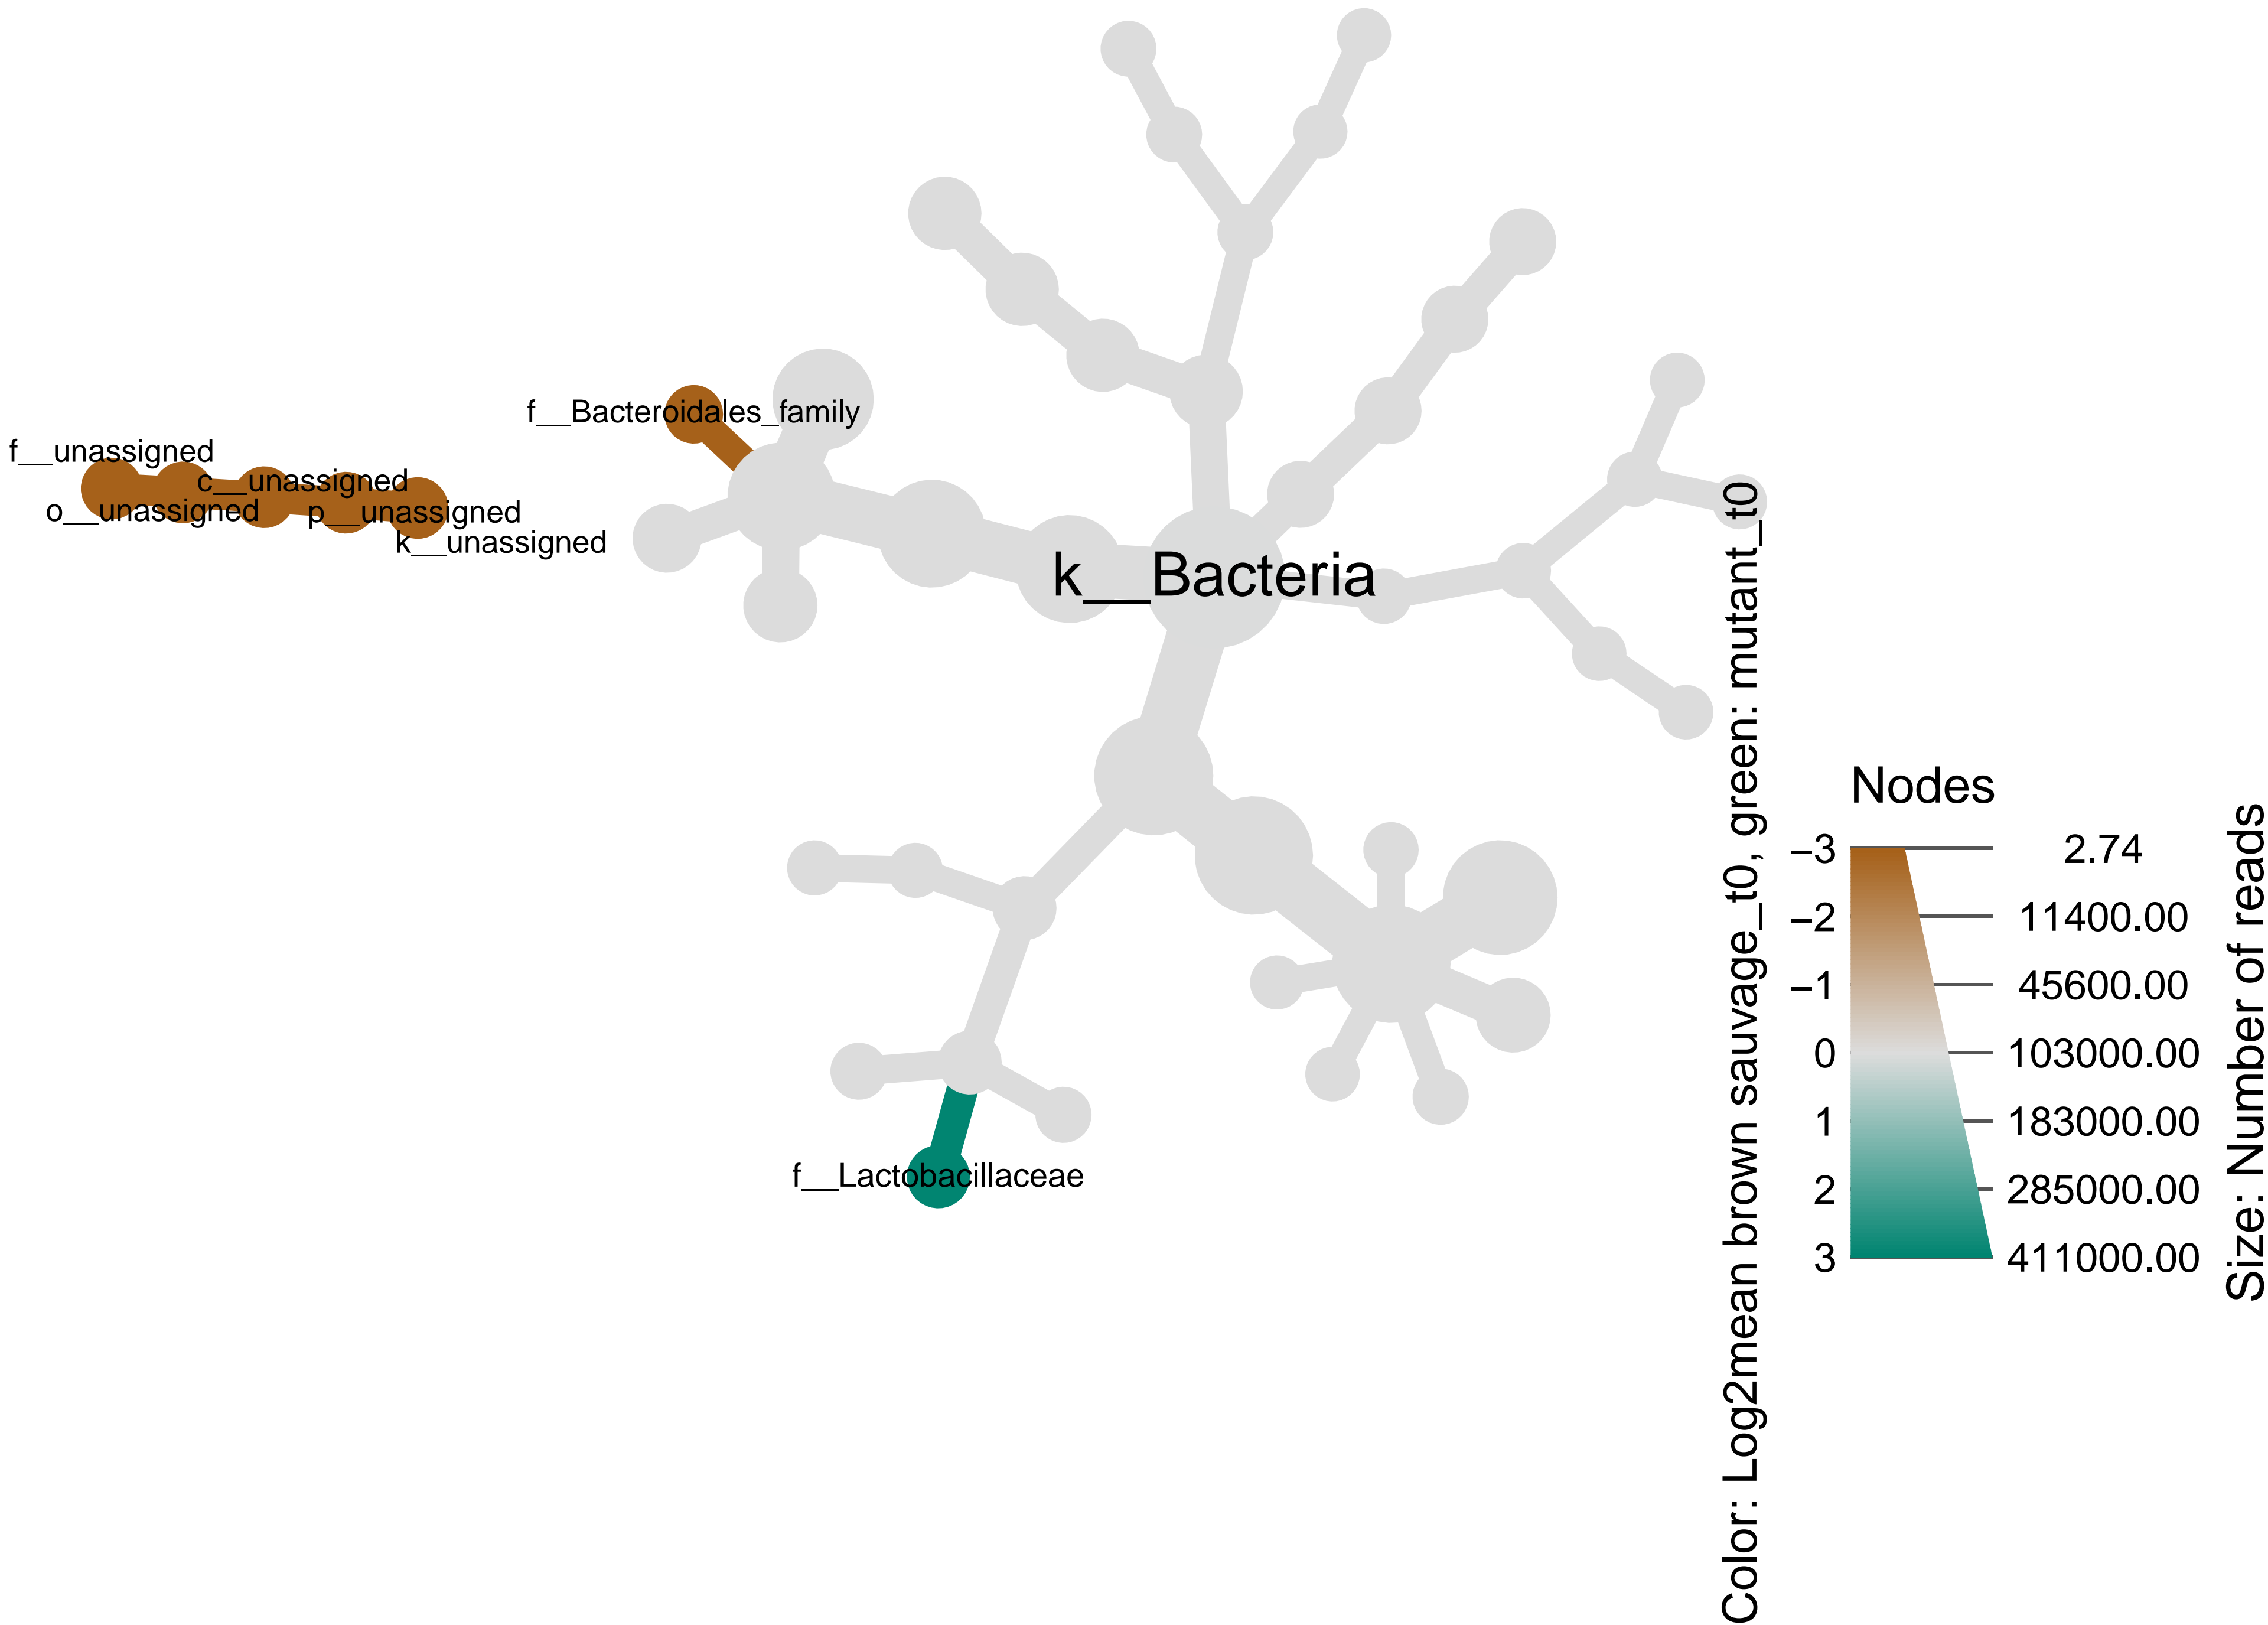 f__Bacteroidales_family
f__unassigned
c__unassigned
o__unassigned
p__unassigned
k__unassigned
k__Bacteria
f__Lactobacillaceae
Color: Log2mean brown sauvage_t0, green: mutant_t0
Nodes
−3 2.74
−2 11400.00
−1 45600.00
0 103000.00
1 183000.00
2 285000.00
3 411000.00
Size: Number of reads